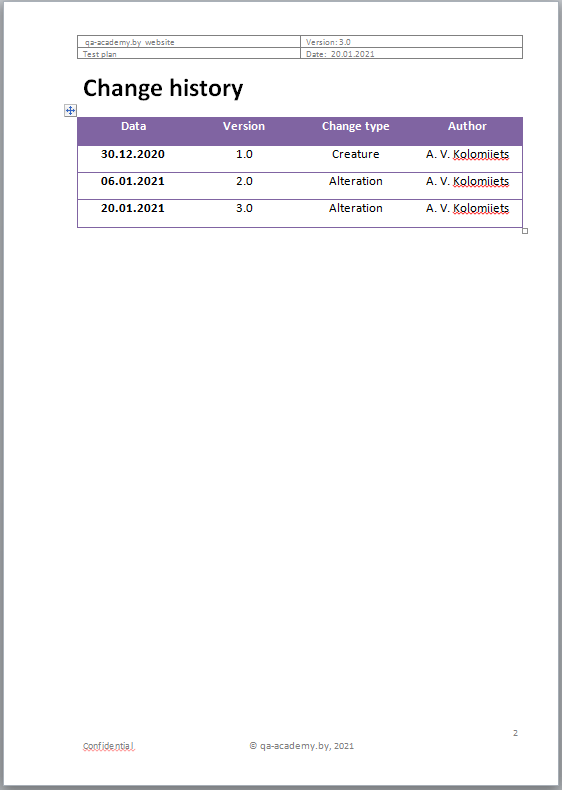 qa-academy.by website Version: 3.0
Test plan Date: 20.01.2021
Change history
Data Version Change type Author
30.12.2020 1.0 Creature A. V. Kolomiiets
06.01.2021 2.0 Alteration A. V. Kolomiiets
20.01.2021 3.0 Alteration A. V. Kolomiiets
2
Confidential © qa-academy.by, 2021